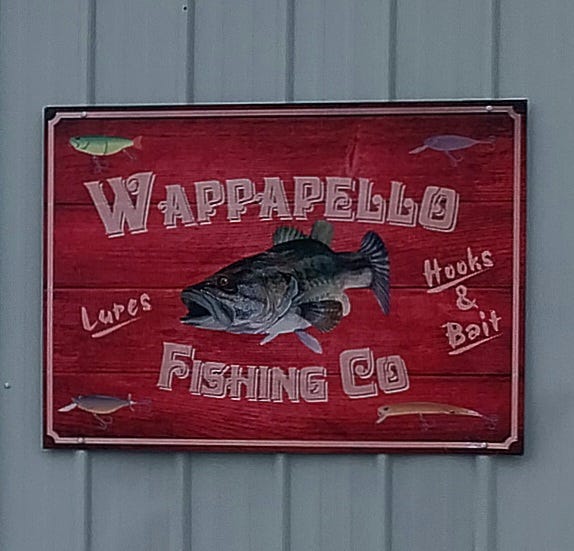 WAPPAPELLO
Lures
Hooks
&
Bait
FISHING CO